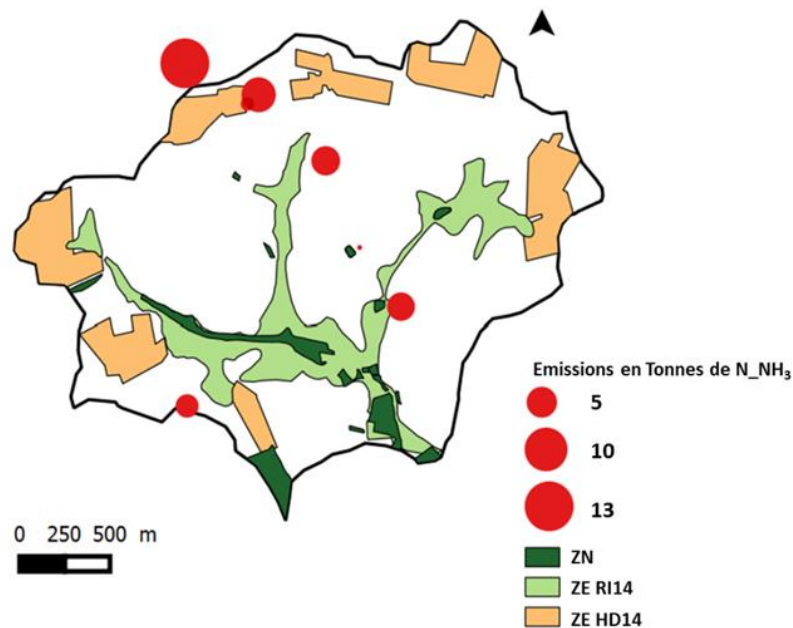 Emissions en Tonnes de N_NH₃
5
10
13
0 250 500 m
ZN
ZE RI14
ZE HD14